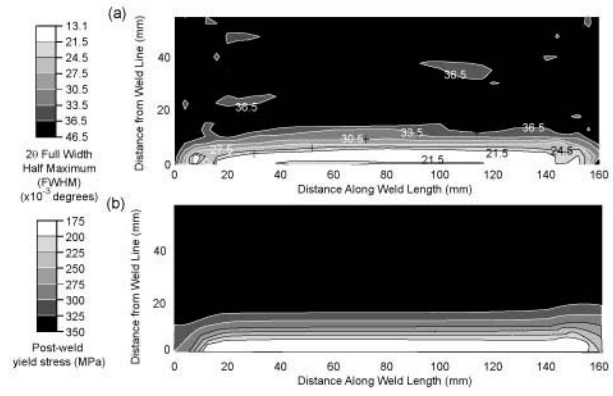 13.1
21.5
24.5
27.5
30.5
33.5
36.5
46.5
2θ Full Width
Half Maximum
(FWHM)
(x10⁻³ degrees)
(a)
Distance from Weld Line (mm)
40
20
0
36.5
36.5
36.5
33.5
30.5
27.5
24.5
21.5
21.5
0 20 40 60 80 100 120 140 160
Distance Along Weld Length (mm)
175
200
225
250
275
300
325
350
Post-weld
yield stress (MPa)
(b)
Distance from Weld Line (mm)
40
20
0
0 20 40 60 80 100 120 140 160
Distance Along Weld Length (mm)